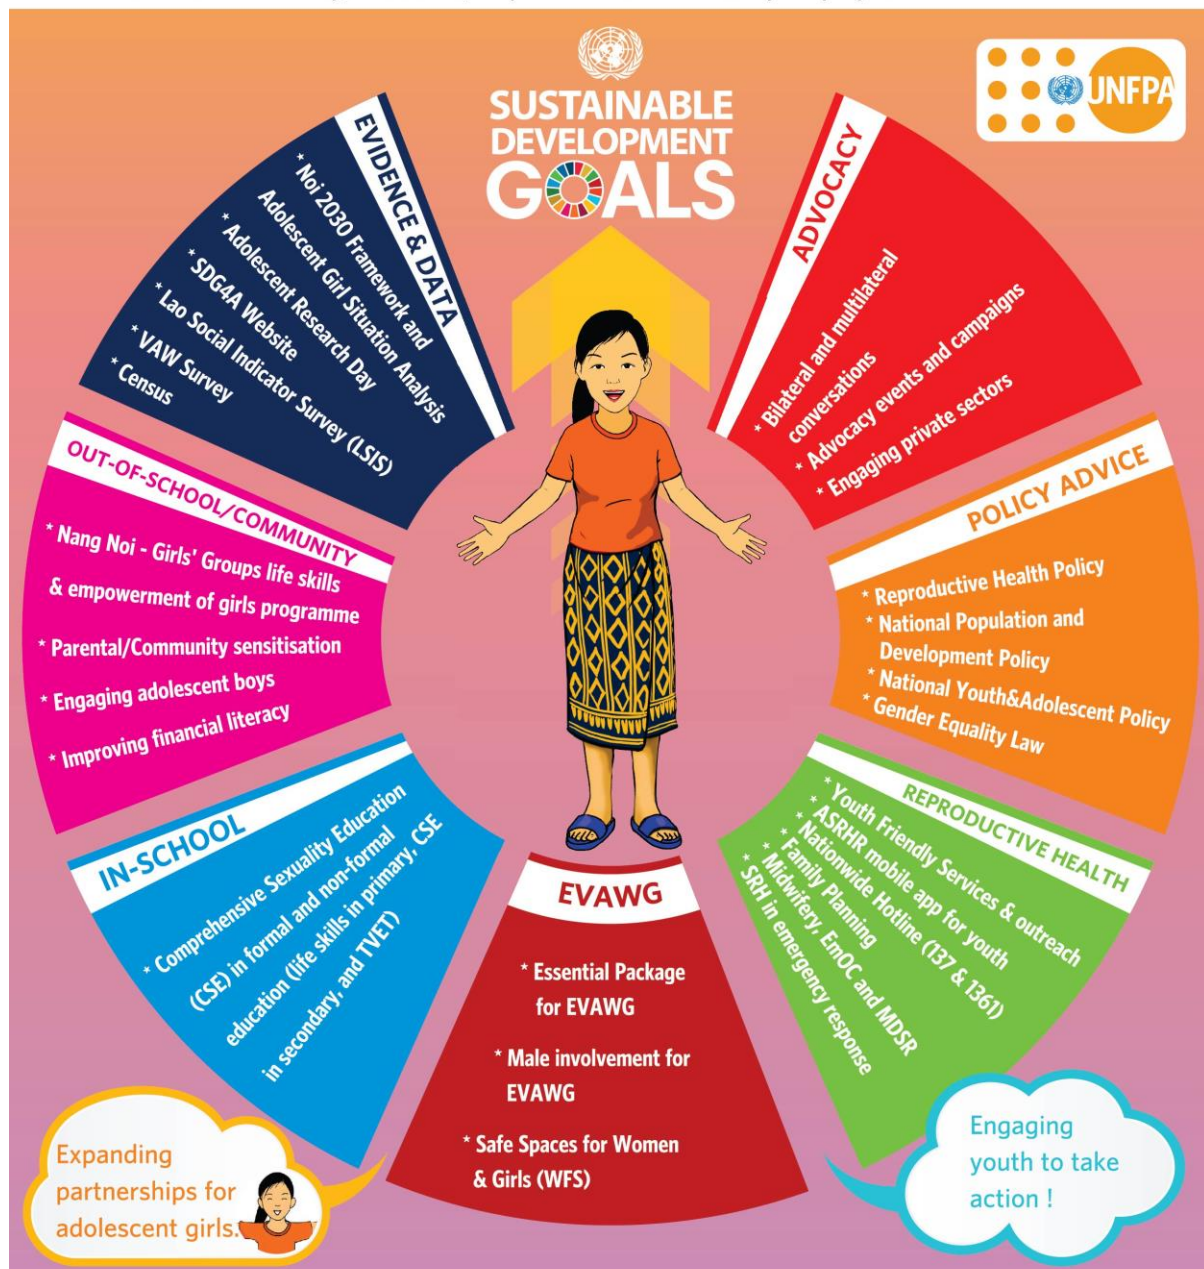 SUSTAINABLE
DEVELOPMENT
GOALS
UNFPA
EVIDENCE & DATA
* Noi 2030 Framework and
Adolescent Girl Situation Analysis
* Adolescent Research Day
* SDG4A Website
* Lao Social Indicator Survey (LSIS)
* VAW Survey
* Census
ADVOCACY
* Bilateral and multilateral
conversations
* Advocacy events and campaigns
* Engaging private sectors
OUT-OF-SCHOOL/COMMUNITY
* Nang Noi - Girls' Groups life skills
& empowerment of girls programme
* Parental/Community sensitisation
* Engaging adolescent boys
* Improving financial literacy
POLICY ADVICE
* Reproductive Health Policy
* National Population and
Development Policy
* National Youth&Adolescent Policy
* Gender Equality Law
IN-SCHOOL
* Comprehensive Sexuality Education
(CSE) in formal and non-formal
education (life skills in primary, CSE
in secondary, and TVET)
EVAWG
* Essential Package
for EVAWG
* Male involvement for
EVAWG
* Safe Spaces for Women
& Girls (WFS)
REPRODUCTIVE HEALTH
* Youth Friendly Services & outreach
* ASRHR mobile app for youth
* Nationwide Hotline (137 & 1361)
* Family Planning
* Midwifery, EmOC and MDSR
* SRH in emergency response
Expanding
partnerships for
adolescent girls.
Engaging
youth to take
action !